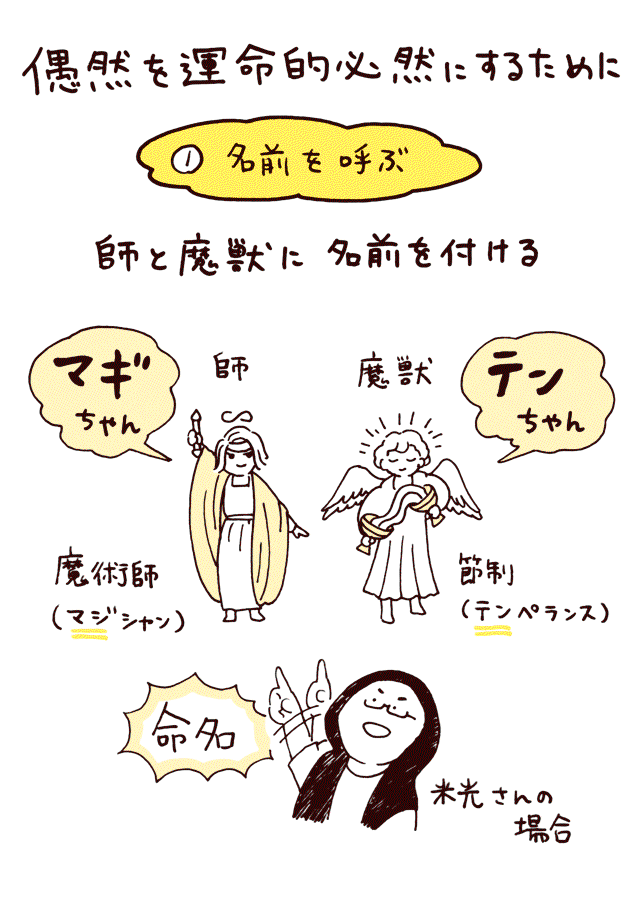 偶然を運命的必然にするために
① 名前を呼ぶ
師と魔獣に 名前を付ける
マギ
ちゃん
師
魔獣
テン
ちゃん
魔術師
(マジシャン)
節制
(テンペランス)
命名
米光さんの
場合